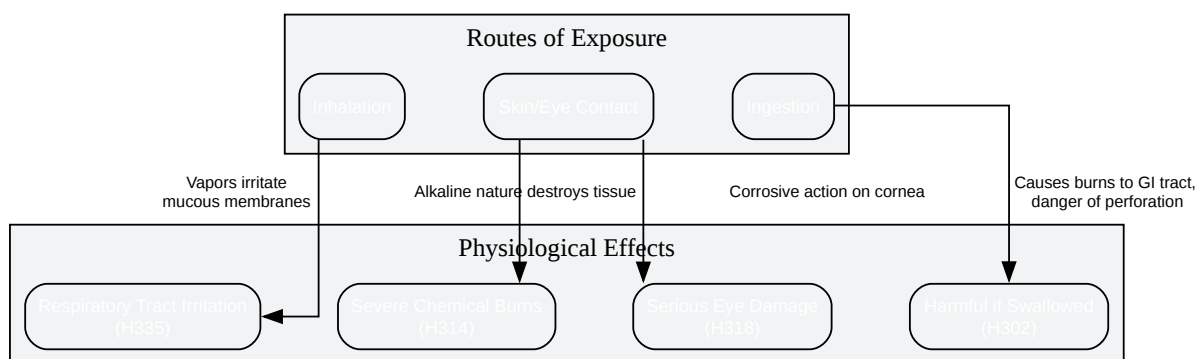 Routes of Exposure
Inhalation
Skin/Eye Contact
Ingestion
Vapors irritate
mucous membranes
Alkaline nature destroys tissue
Corrosive action on cornea
Causes burns to GI tract,
danger of perforation
Physiological Effects
Respiratory Tract Irritation
(H335)
Severe Chemical Burns
(H314)
Serious Eye Damage
(H318)
Harmful if Swallowed
(H302)